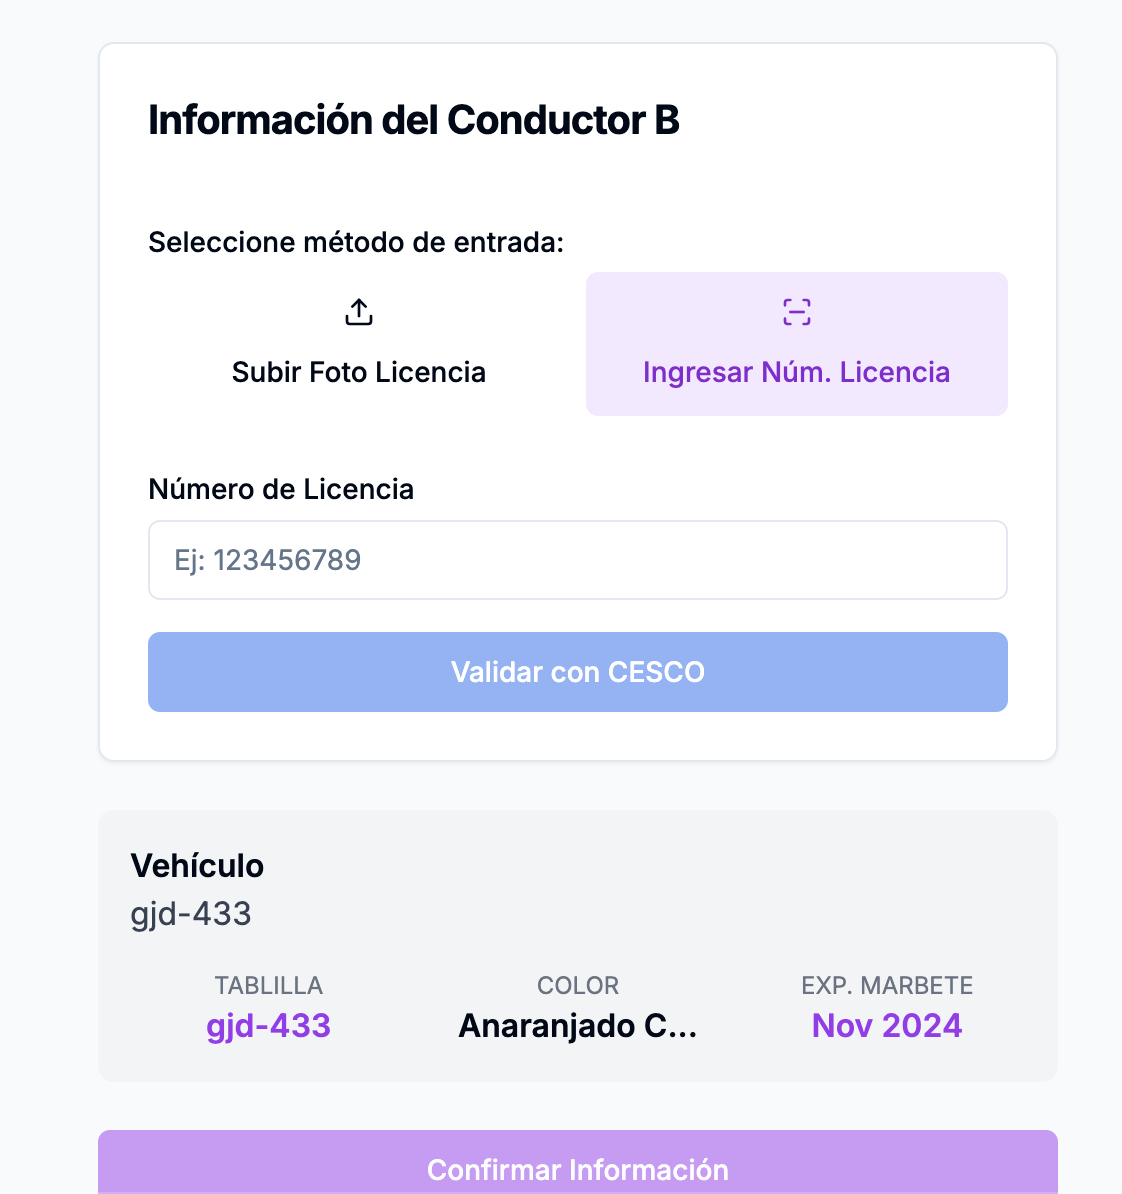 Información del Conductor B
Seleccione método de entrada:
Subir Foto Licencia
Ingresar Núm. Licencia
Número de Licencia
Ej: 123456789
Validar con CESCO
Vehículo
gjd-433
TABLILLA
gjd-433
COLOR
Anaranjado C...
EXP. MARBETE
Nov 2024
Confirmar Información